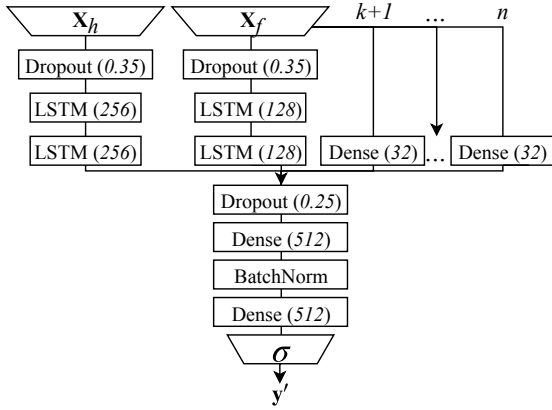 X_h X_f k+1 ... n
Dropout (0.35) Dropout (0.35)
LSTM (256) LSTM (128)
LSTM (256) LSTM (128) Dense (32) ... Dense (32)
Dropout (0.25)
Dense (512)
BatchNorm
Dense (512)
σ
y′